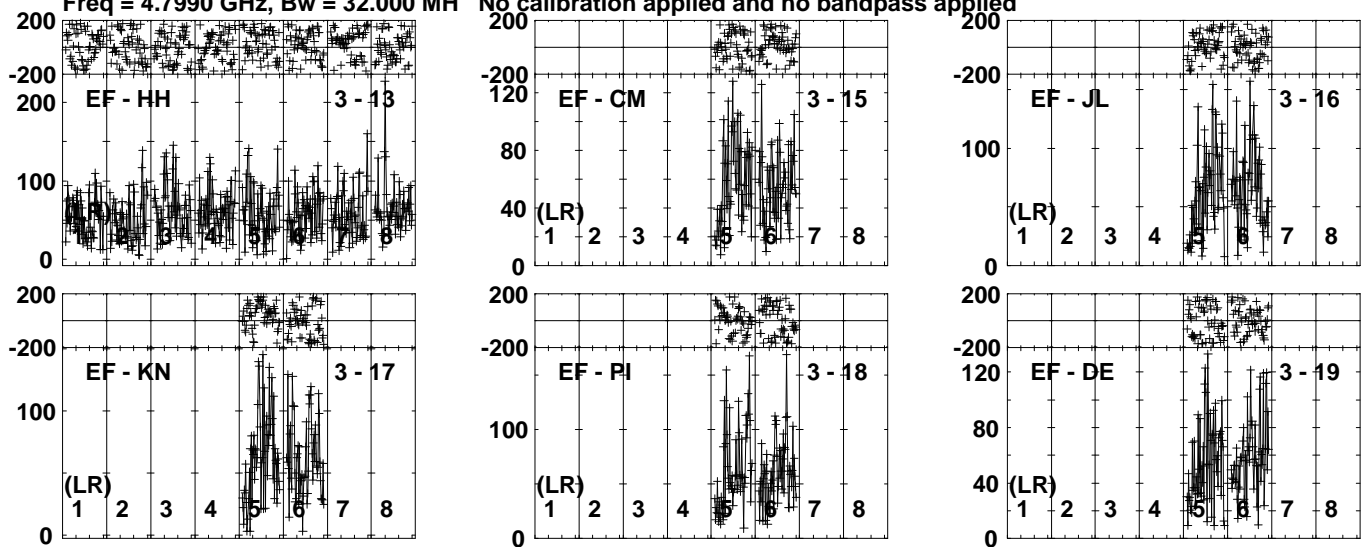 Freq = 4.7990 GHz, Bw = 32.000 MH No calibration applied and no bandpass applied
200
-200
EF - HH 3 - 13
200
100
0
(LR)
1 2 3 4 5 6 7 8
-200
EF - CM 3 - 15
200
120
80
40
0
(LR)
1 2 3 4 5 6 7 8
200
-200
EF - JL 3 - 16
100
0
(LR)
1 2 3 4 5 6 7 8
200
-200
EF - KN 3 - 17
100
0
(LR)
1 2 3 4 5 6 7 8
200
-200
EF - PI 3 - 18
100
0
(LR)
1 2 3 4 5 6 7 8
200
-200
EF - DE 3 - 19
120
80
40
0
(LR)
1 2 3 4 5 6 7 8